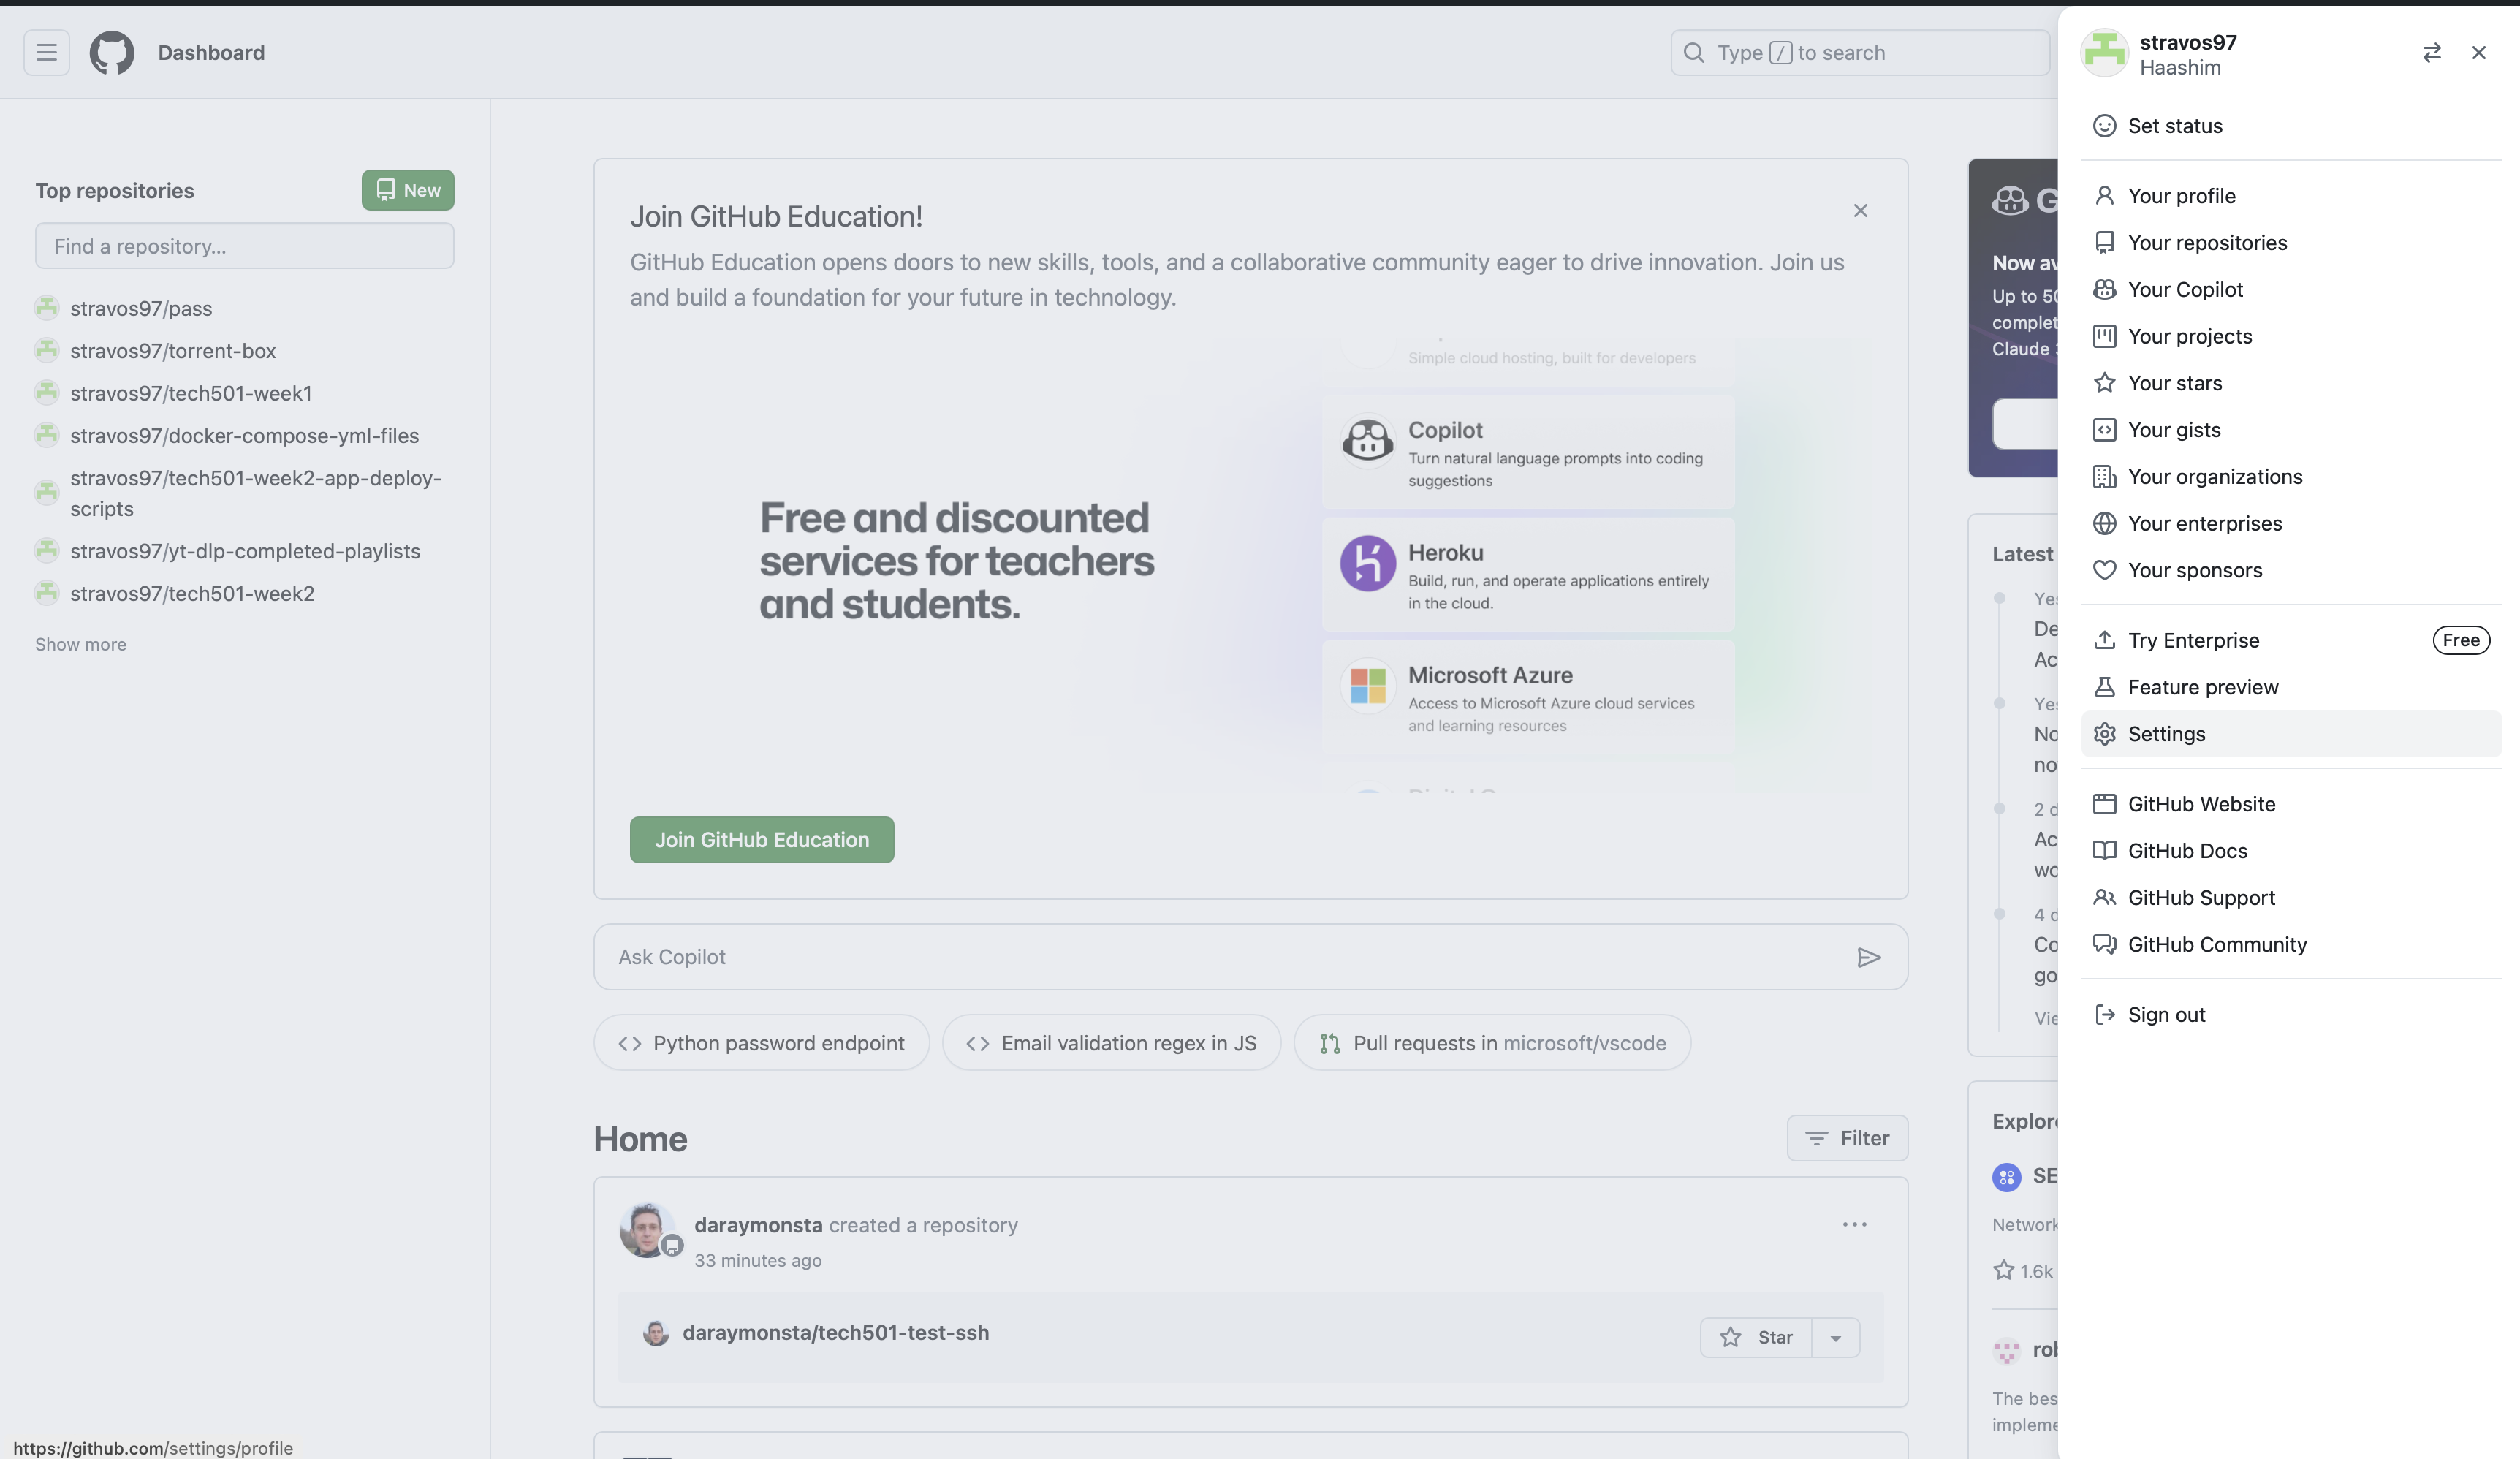 Dashboard
Type / to search
Top repositories
New
Find a repository...
stravos97/pass
stravos97/torrent-box
stravos97/tech501-week1
stravos97/docker-compose-yml-files
stravos97/tech501-week2-app-deploy-
scripts
stravos97/yt-dlp-completed-playlists
stravos97/tech501-week2
Show more
Join GitHub Education!
GitHub Education opens doors to new skills, tools, and a collaborative community eager to drive innovation. Join us
and build a foundation for your future in technology.
Free and discounted
services for teachers
and students.
Simple cloud hosting, built for developers
Copilot
Turn natural language prompts into coding
suggestions
Heroku
Build, run, and operate applications entirely
in the cloud.
Microsoft Azure
Access to Microsoft Azure cloud services
and learning resources
Join GitHub Education
Ask Copilot
Python password endpoint
Email validation regex in JS
Pull requests in microsoft/vscode
Home
Filter
daraymonsta created a repository
33 minutes ago
daraymonsta/tech501-test-ssh
Star
Now av
Up to 50
complet
Claude
Latest
Yes
De
Ac
Yes
No
no
2 d
Ac
wo
4 d
Co
go
Vie
Explore
SE
Network
1.6k
rob
The bes
impleme
stravos97
Haashim
Set status
Your profile
Your repositories
Your Copilot
Your projects
Your stars
Your gists
Your organizations
Your enterprises
Your sponsors
Try Enterprise
Free
Feature preview
Settings
GitHub Website
GitHub Docs
GitHub Support
GitHub Community
Sign out
https://github.com/settings/profile